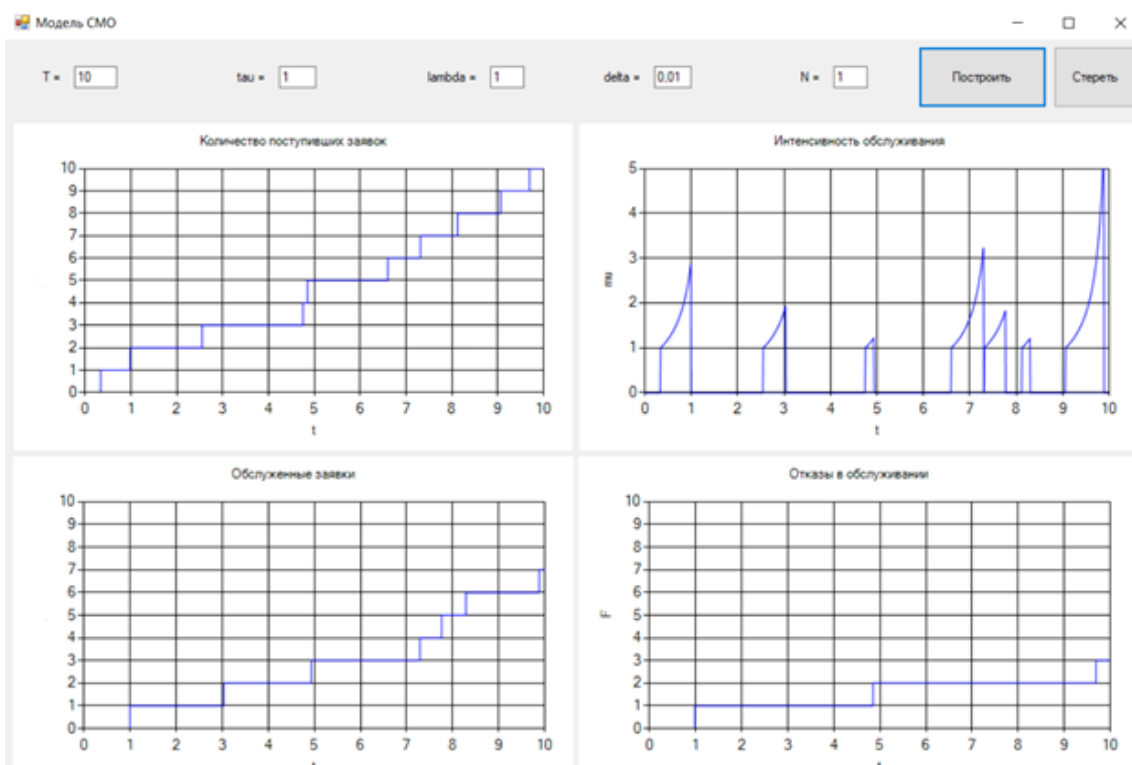 Модель СМО
T = 10 tau = 1 lambda = 1 delta = 0.01 N = 1 Построить Стереть
Количество поступивших заявок
10
9
8
7
6
5
4
3
2
1
0
0 1 2 3 4 5 6 7 8 9 10
t
Интенсивность обслуживания
5
4
3
2
1
0
mu
0 1 2 3 4 5 6 7 8 9 10
t
Обслуженные заявки
10
9
8
7
6
5
4
3
2
1
0
0 1 2 3 4 5 6 7 8 9 10
Отказы в обслуживании
10
9
8
7
6
5
4
3
2
1
0
F
0 1 2 3 4 5 6 7 8 9 10